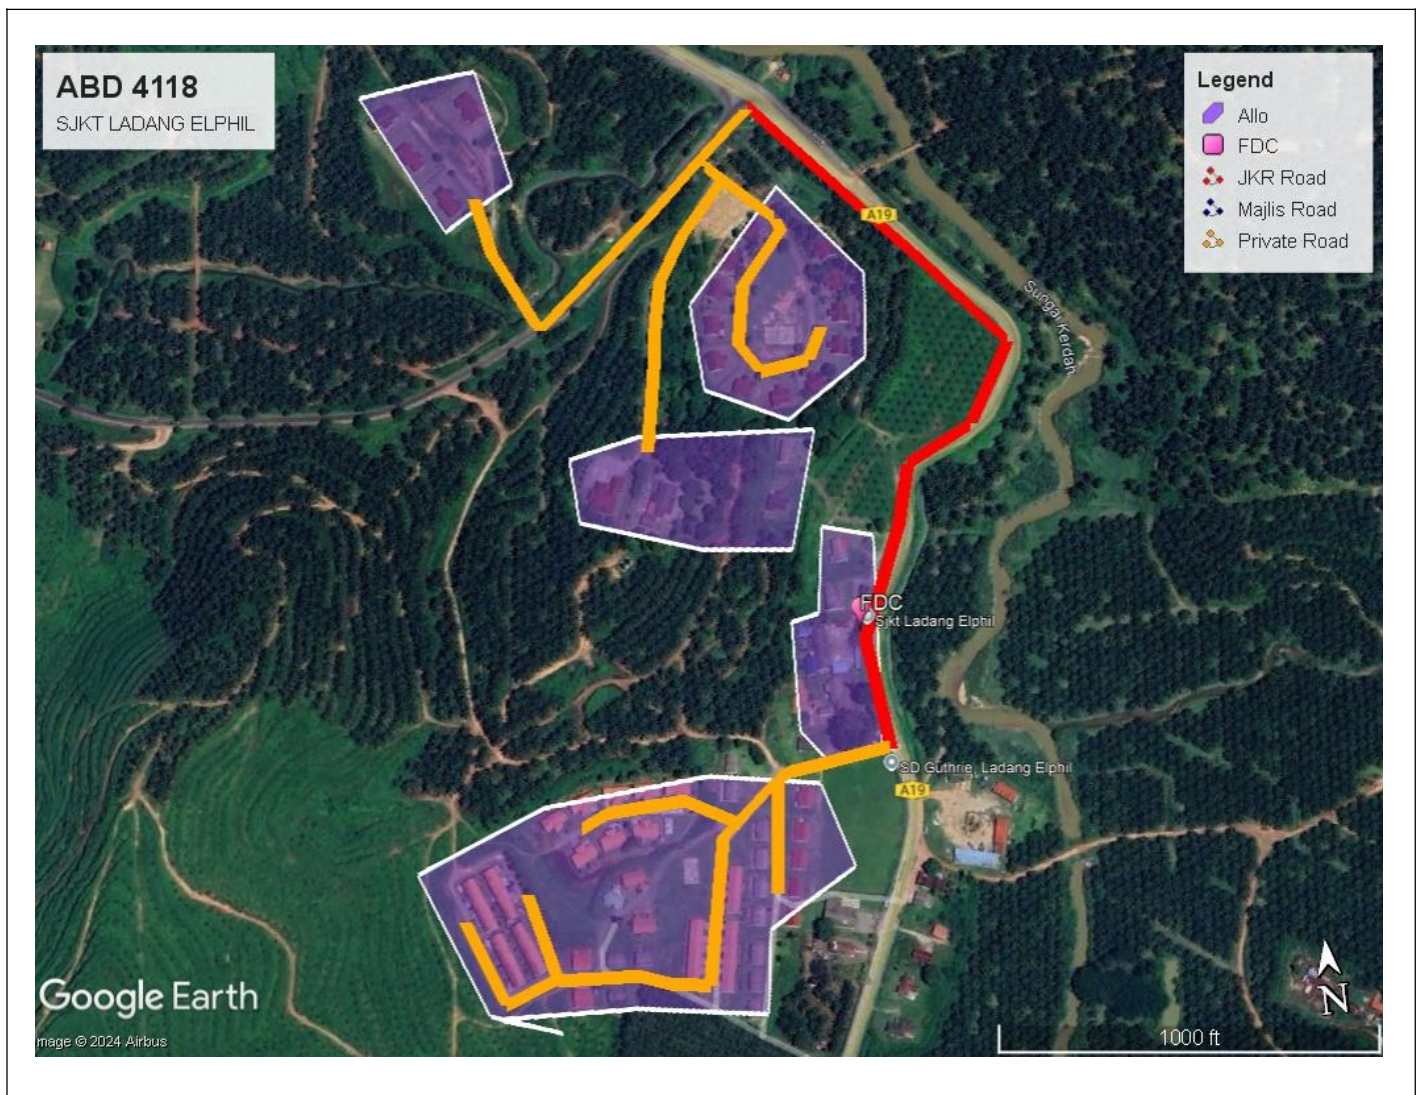 ABD 4118
SJKT LADANG ELPHIL
Legend
Allo
FDC
JKR Road
Majlis Road
Private Road
A19
Sungai Kerdah
FDC
Sjkt Ladang Elphil
SD Guthrie, Ladang Elphil
A19
Google Earth
mage © 2024 Airbus
N
1000 ft